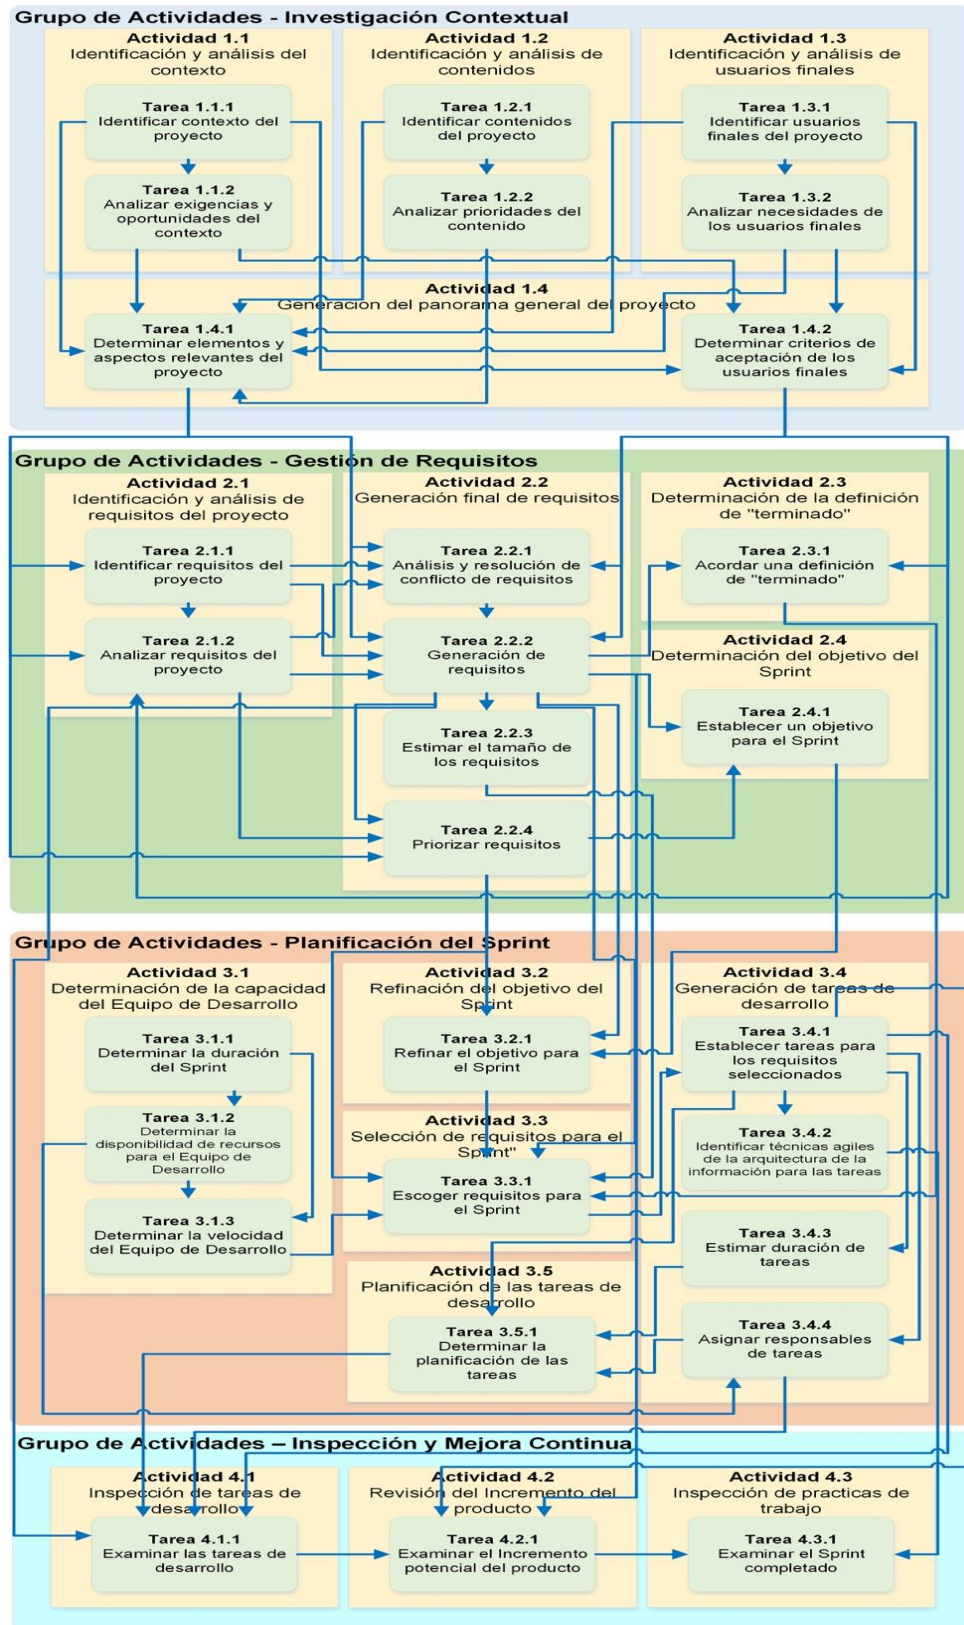 Grupo de Actividades - Investigación Contextual
Actividad 1.1
Identificación y análisis del
contexto
Tarea 1.1.1
Identificar contexto del
proyecto
Tarea 1.1.2
Analizar exigencias y
oportunidades del
contexto
Actividad 1.2
Identificación y análisis de
contenidos
Tarea 1.2.1
Identificar contenidos
del proyecto
Tarea 1.2.2
Analizar prioridades del
contenido
Actividad 1.3
Identificación y análisis de
usuarios finales
Tarea 1.3.1
Identificar usuarios
finales del proyecto
Tarea 1.3.2
Analizar necesidades de
los usuarios finales
Actividad 1.4
Generación del panorama general del proyecto
Tarea 1.4.1
Determinar elementos y
aspectos relevantes del
proyecto
Tarea 1.4.2
Determinar criterios de
aceptación de los
usuarios finales
Grupo de Actividades - Gestión de Requisitos
Actividad 2.1
Identificación y análisis de
requisitos del proyecto
Tarea 2.1.1
Identificar requisitos del
proyecto
Tarea 2.1.2
Analizar requisitos del
proyecto
Actividad 2.2
Generación final de requisitos
Tarea 2.2.1
Análisis y resolución de
conflicto de requisitos
Tarea 2.2.2
Generación de
requisitos
Tarea 2.2.3
Estimar el tamaño de
los requisitos
Tarea 2.2.4
Priorizar requisitos
Actividad 2.3
Determinación de la definición
de "terminado"
Tarea 2.3.1
Acordar una definición
de "terminado"
Actividad 2.4
Determinación del objetivo del
Sprint
Tarea 2.4.1
Establecer un objetivo
para el Sprint
Grupo de Actividades - Planificación del Sprint
Actividad 3.1
Determinación de la capacidad
del Equipo de Desarrollo
Tarea 3.1.1
Determinar la duración
del Sprint
Tarea 3.1.2
Determinar la
disponibilidad de recursos
para el Equipo de
Desarrollo
Tarea 3.1.3
Determinar la velocidad
del Equipo de Desarrollo
Actividad 3.2
Refinación del objetivo del
Sprint
Tarea 3.2.1
Refinar el objetivo para
el Sprint
Actividad 3.3
Selección de requisitos para el
Sprint"
Tarea 3.3.1
Escoger requisitos para
el Sprint
Actividad 3.4
Generación de tareas de
desarrollo
Tarea 3.4.1
Establecer tareas para
los requisitos
seleccionados
Tarea 3.4.2
Identificar técnicas agiles
de la arquitectura de la
información para las tareas
Tarea 3.4.3
Estimar duración de
tareas
Tarea 3.4.4
Asignar responsables
de tareas
Actividad 3.5
Planificación de las tareas de
desarrollo
Tarea 3.5.1
Determinar la
planificación de las
tareas
Grupo de Actividades – Inspección y Mejora Continua
Actividad 4.1
Inspección de tareas de
desarrollo
Tarea 4.1.1
Examinar las tareas de
desarrollo
Actividad 4.2
Revisión del Incremento del
producto
Tarea 4.2.1
Examinar el Incremento
potencial del producto
Actividad 4.3
Inspección de practicas de
trabajo
Tarea 4.3.1
Examinar el Sprint
completado